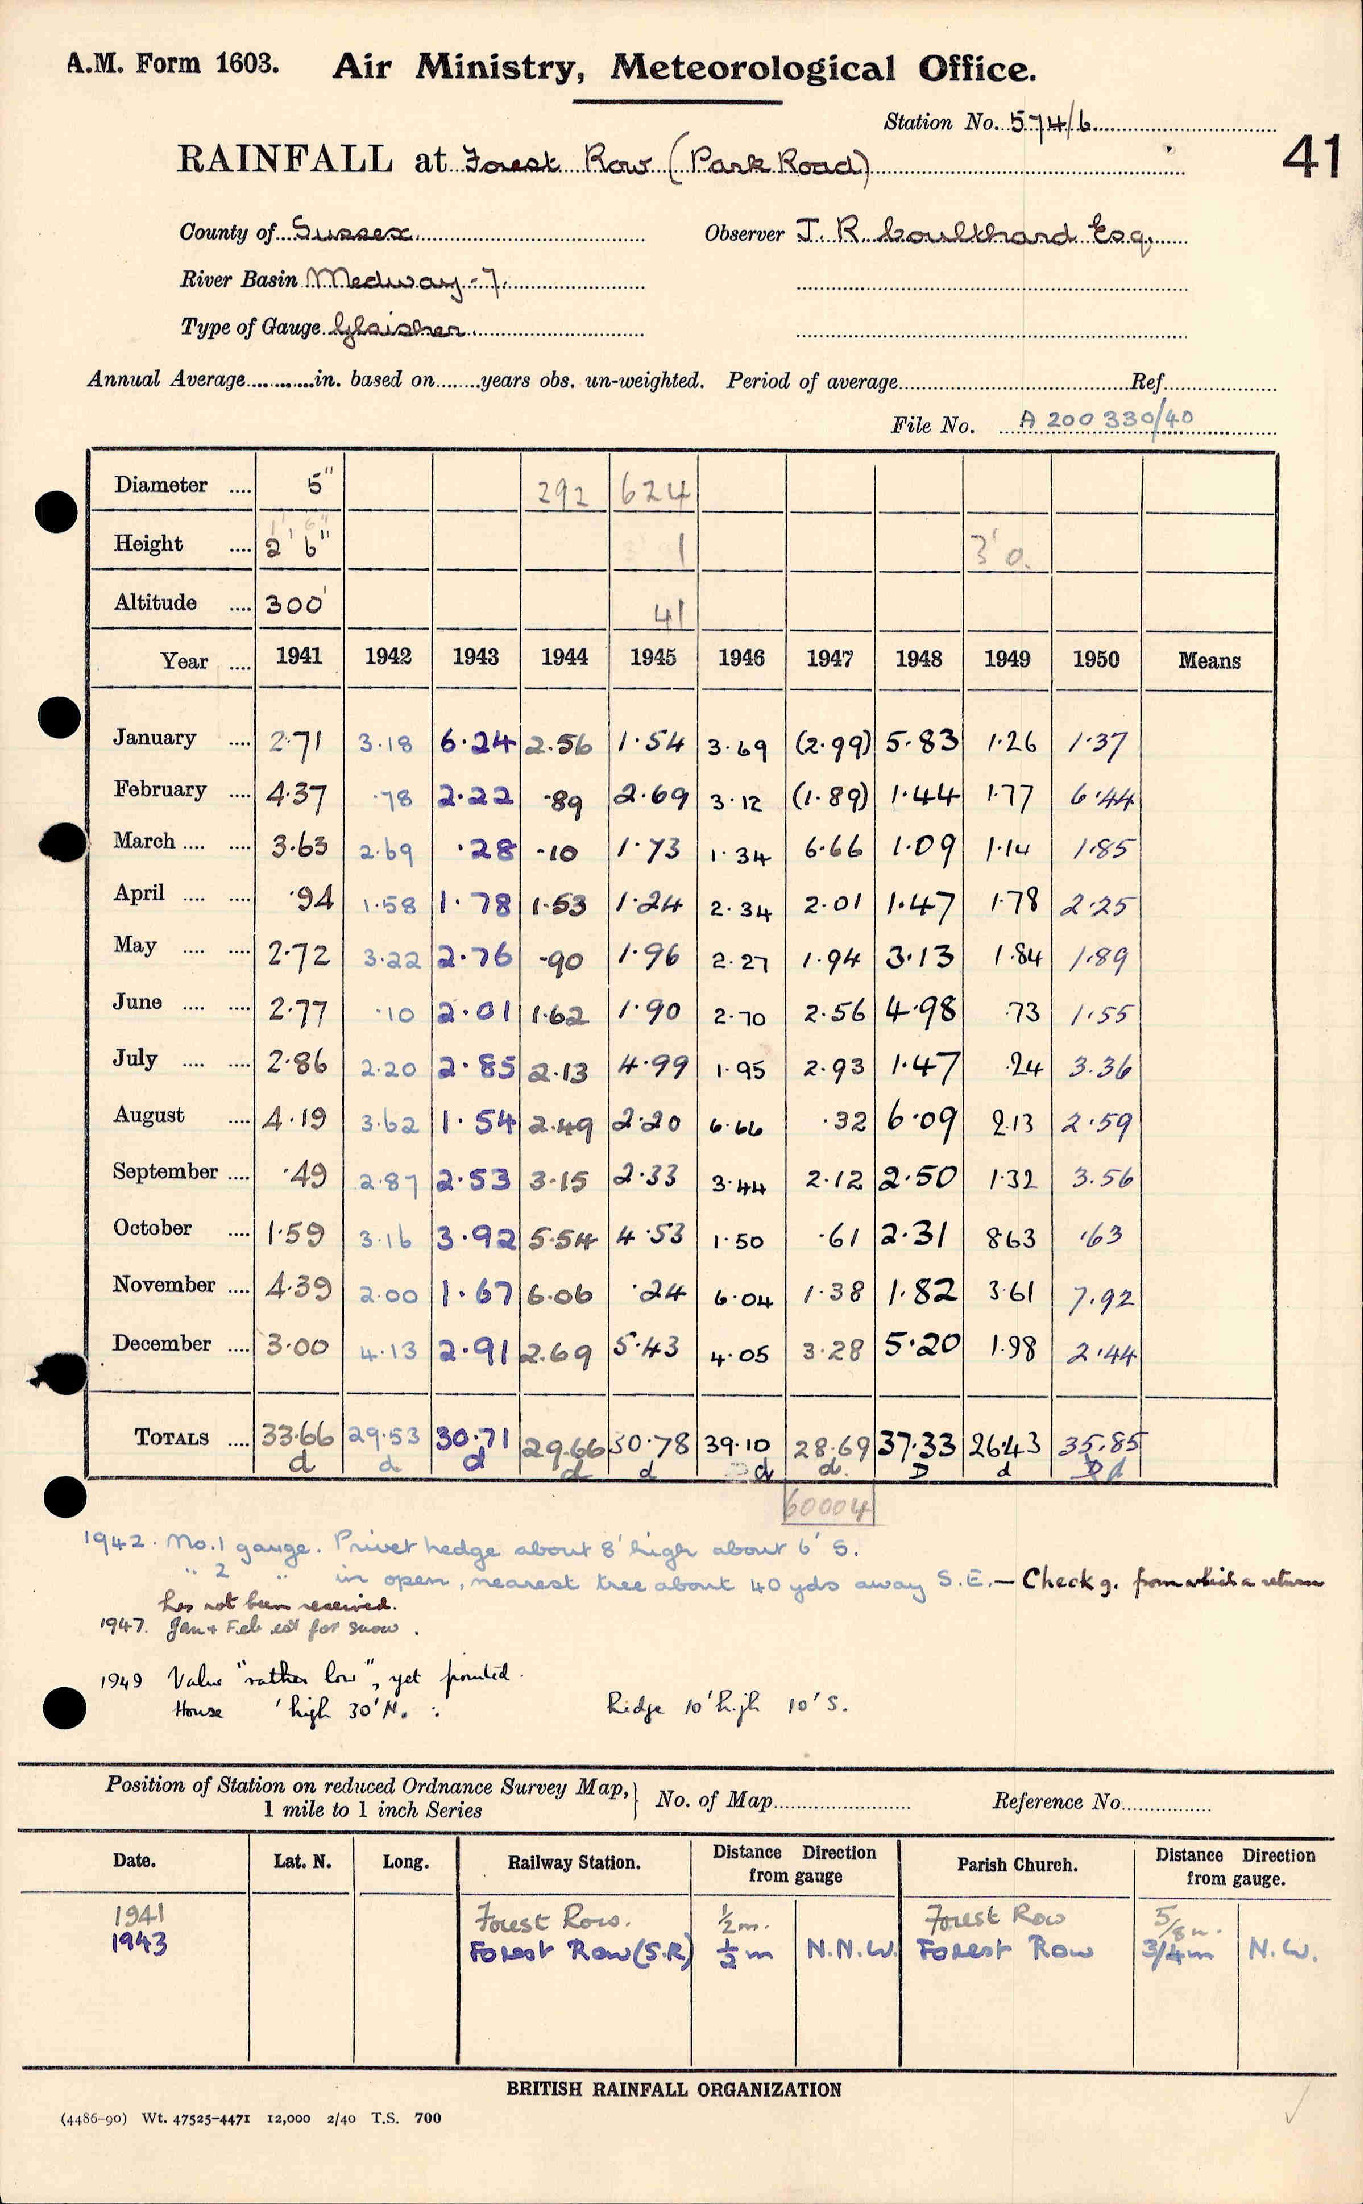 A.M. Form 1603. Air Ministry, Meteorological Office.
Station No. 574/6
41
RAINFALL at Forest Row (Park Road)
County of Sussex Observer J. R. Coulthard Esq.
River Basin Medway - 7.
Type of Gauge Glaisher
Annual Average............in. based on........years obs. un-weighted. Period of average............Ref............
File No. A 200 330/40
Diameter .... 5" 292 624
Height .... 2' 6" 1 3' 0.
Altitude .... 300' 41
Year .... 1941 1942 1943 1944 1945 1946 1947 1948 1949 1950 Means
January .... 2.71 3.18 6.24 2.56 1.54 3.69 (2.99) 5.83 1.26 1.37
February .... 4.37 .78 2.22 .89 2.69 3.12 (1.89) 1.44 1.77 6.44
March .... .... 3.63 2.69 .28 .10 1.73 1.34 6.66 1.09 1.14 1.85
April .... .... .94 1.58 1.78 1.53 1.24 2.34 2.01 1.47 1.78 2.25
May .... .... 2.72 3.22 2.76 .90 1.96 2.27 1.94 3.13 1.84 1.89
June .... .... 2.77 .10 2.01 1.62 1.90 2.70 2.56 4.98 .73 1.55
July .... .... 2.86 2.20 2.85 2.13 4.99 1.95 2.93 1.47 .24 3.36
August .... 4.19 3.62 1.54 2.49 2.20 6.66 .32 6.09 2.13 2.59
September .... .49 2.87 2.53 3.15 2.33 3.44 2.12 2.50 1.32 3.56
October .... 1.59 3.16 3.92 5.54 4.53 1.50 .61 2.31 8.63 .63
November .... 4.39 2.00 1.67 6.06 .24 6.04 1.38 1.82 3.61 7.92
December .... 3.00 4.13 2.91 2.69 5.43 4.05 3.28 5.20 1.98 2.44
TOTALS .... 33.66 29.53 30.71 29.66 30.78 39.10 28.69 37.33 26.43 35.85
d d d d d d d. D d d
60004
1942. No. 1 gauge. Privet hedge about 8' high about 6' S.
" 2 " in open, nearest tree about 40 yds away S.E. — Check g. from which a return
has not been received.
1947. Jan + Feb est for snow.
1949 Value "rather low", yet printed.
House ' high 30' N. : Ridge 10' high 10' S.
Position of Station on reduced Ordnance Survey Map, } No. of Map............ Reference No............
1 mile to 1 inch Series
Date. Lat. N. Long. Railway Station. Distance Direction from gauge Parish Church. Distance Direction from gauge.
1941 Forest Row. ½ m. Forest Row 5/8 m.
1943 Forest Row (S.R) ½ m N.N.W. Forest Row 3/4 m N.W.
BRITISH RAINFALL ORGANIZATION
(4486-90) Wt. 47525-4471 12,000 2/40 T.S. 700